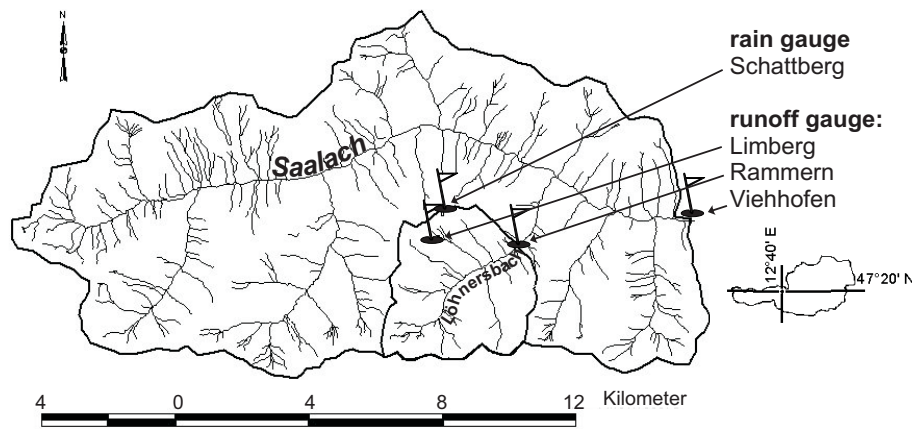 N
rain gauge
Schattberg
runoff gauge:
Limberg
Rammern
Viehhofen
Saalach
Löhnersbach
12°40' E
47°20' N
4 0 4 8 12 Kilometer